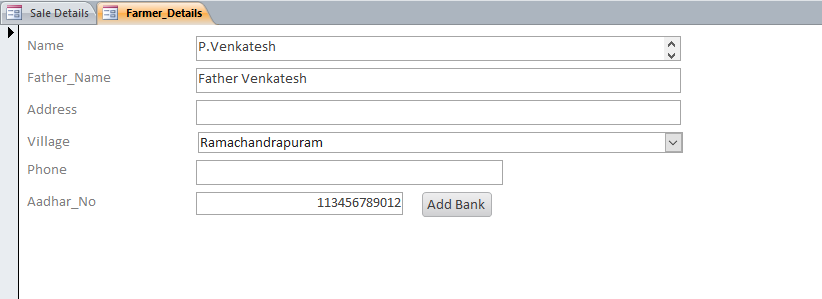 Sale Details Farmer_Details
Name P.Venkatesh
Father_Name Father Venkatesh
Address
Village Ramachandrapuram
Phone
Aadhar_No 113456789012 Add Bank